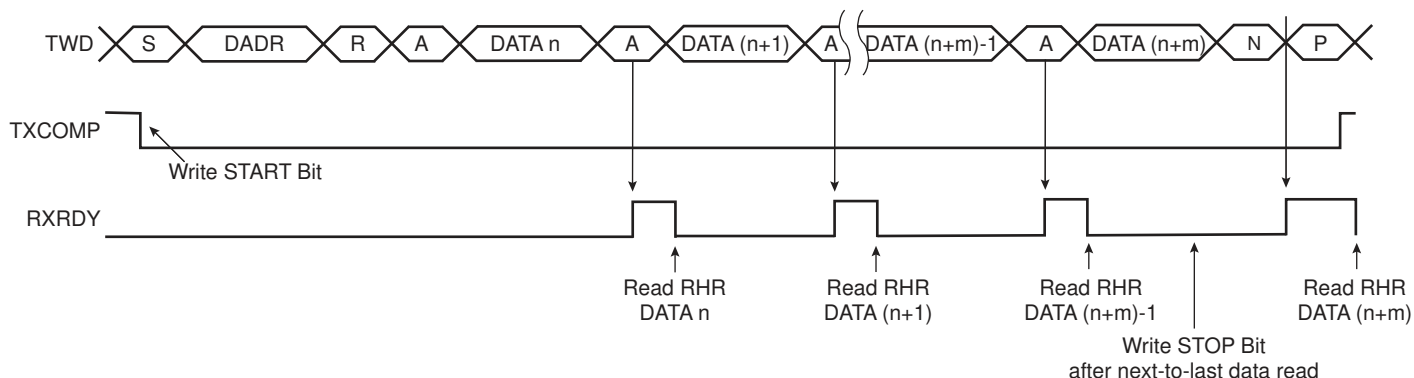 TWD S DADR R A DATA n A DATA (n+1) A DATA (n+m)-1 A DATA (n+m) N P
TXCOMP
Write START Bit
RXRDY
Read RHR Read RHR Read RHR Read RHR
DATA n DATA (n+1) DATA (n+m)-1 DATA (n+m)
Write STOP Bit
after next-to-last data read